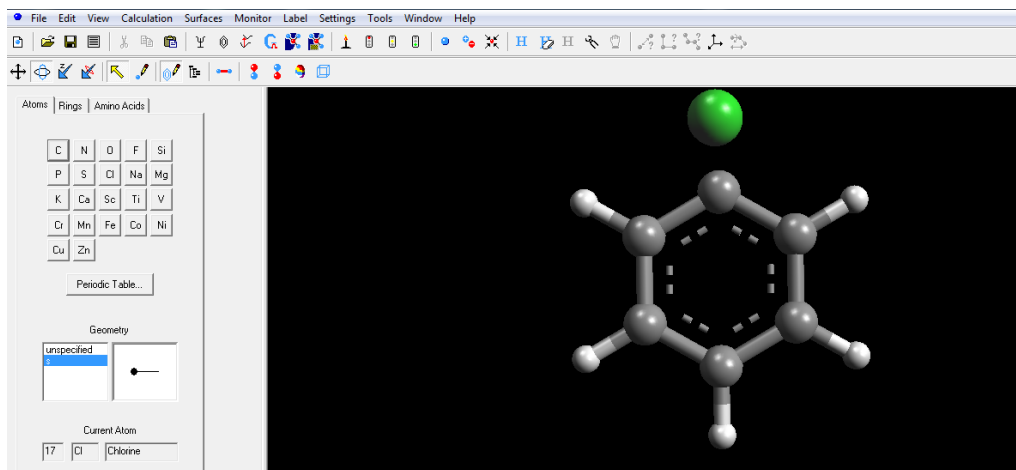 File Edit View Calculation Surfaces Monitor Label Settings Tools Window Help
H H
Atoms Rings Amino Acids
C N O F Si
P S Cl Na Mg
K Ca Sc Ti V
Cr Mn Fe Co Ni
Cu Zn
Periodic Table...
Geometry
unspecified
s
Current Atom
17 Cl Chlorine